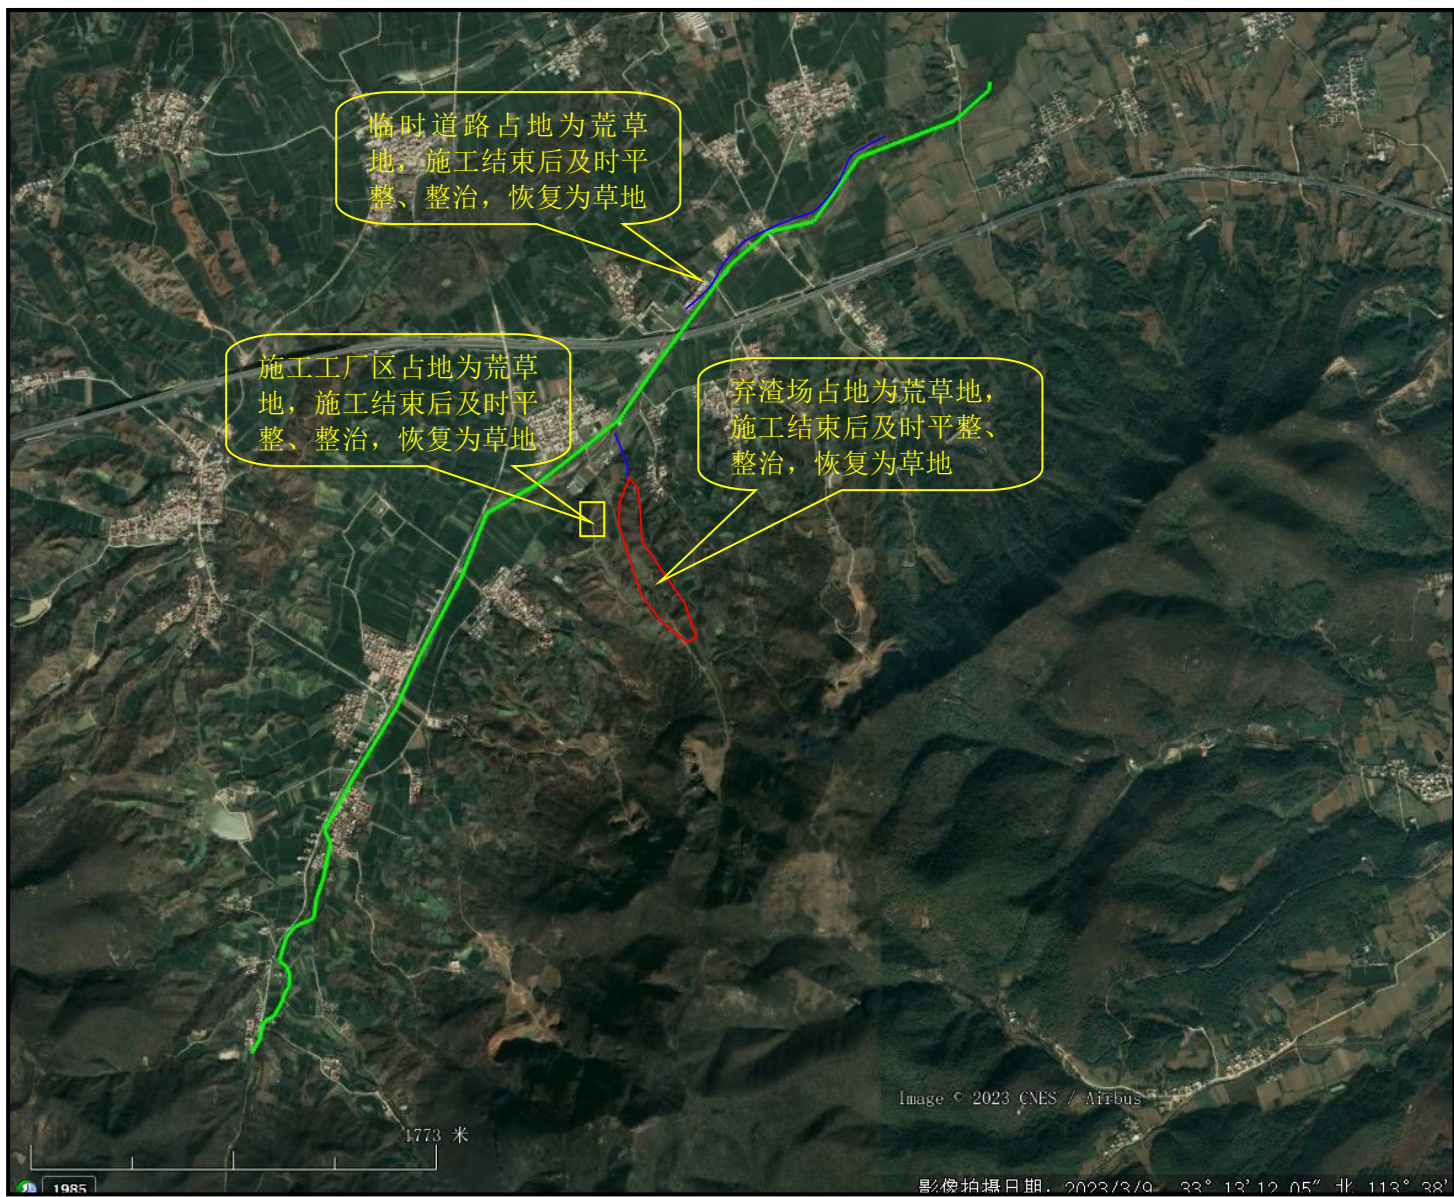 临时道路占地为荒草
地，施工结束后及时平
整、整治，恢复为草地
施工工厂区占地为荒草
地，施工结束后及时平
整、整治，恢复为草地
弃渣场占地为荒草地，
施工结束后及时平整、
整治，恢复为草地
Image © 2023 CNES / Airbus
1773 米
1985
影像拍摄日期: 2023/3/9 33° 13′12.05″ 北 113° 38′